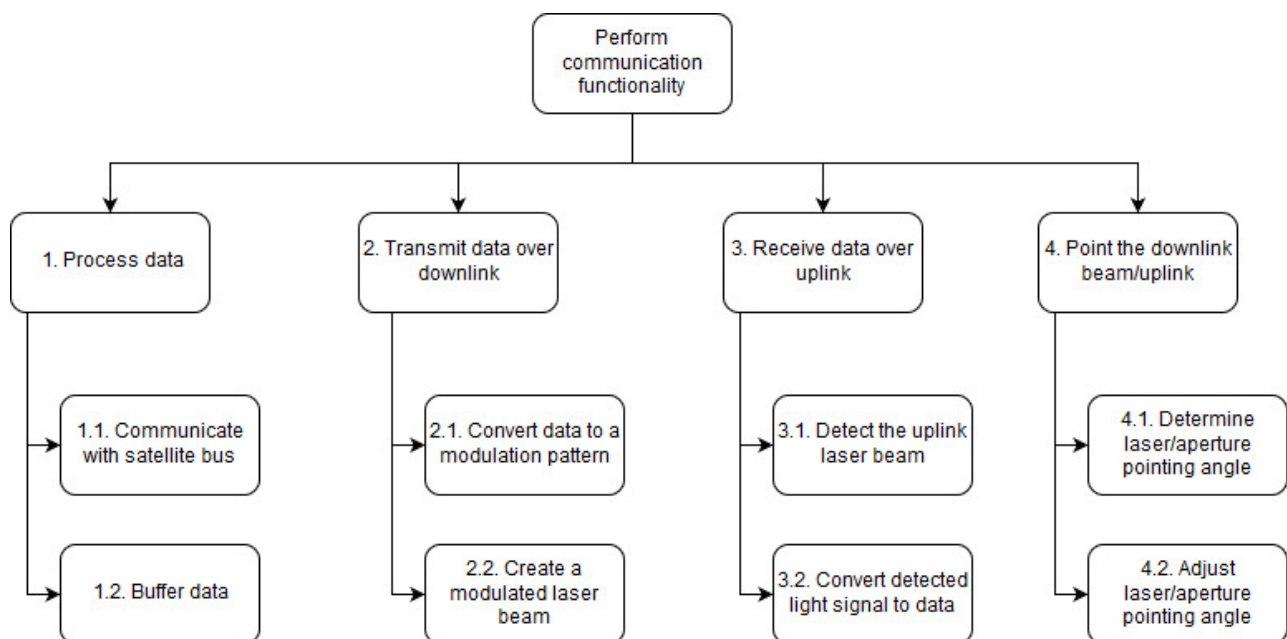 Perform
communication
functionality
1. Process data
2. Transmit data over
downlink
3. Receive data over
uplink
4. Point the downlink
beam/uplink
1.1. Communicate
with satellite bus
2.1. Convert data to a
modulation pattern
3.1. Detect the uplink
laser beam
4.1. Determine
laser/aperture
pointing angle
1.2. Buffer data
2.2. Create a
modulated laser
beam
3.2. Convert detected
light signal to data
4.2. Adjust
laser/aperture
pointing angle